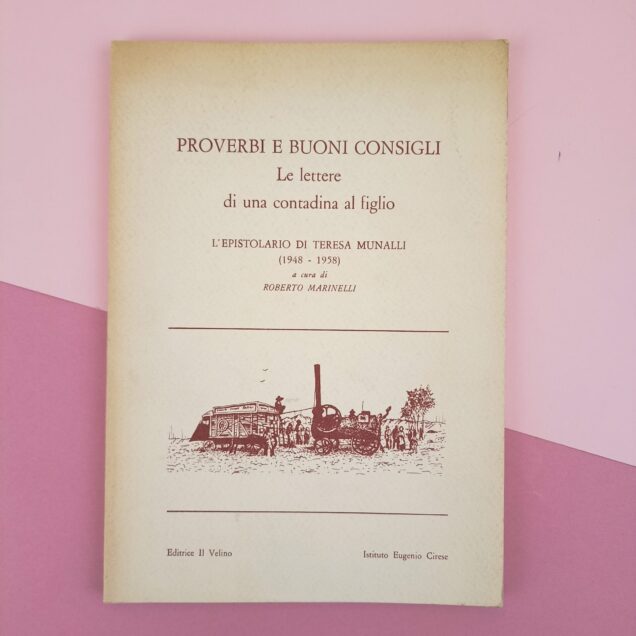 PROVERBI E BUONI CONSIGLI
Le lettere
di una contadina al figlio
L'EPISTOLARIO DI TERESA MUNALLI
(1948 - 1958)
a cura di
ROBERTO MARINELLI
Editrice Il Velino Istituto Eugenio Cirese